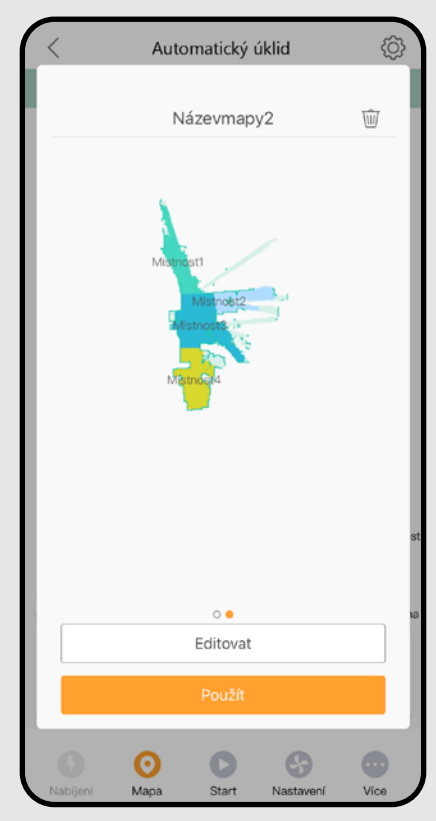 Automatický úklid
Názevmapy2
Místnost1
Místnost2
Místnost3
Místnost4
Editovat
Použít
Nabíjení
Mapa
Start
Nastavení
Více